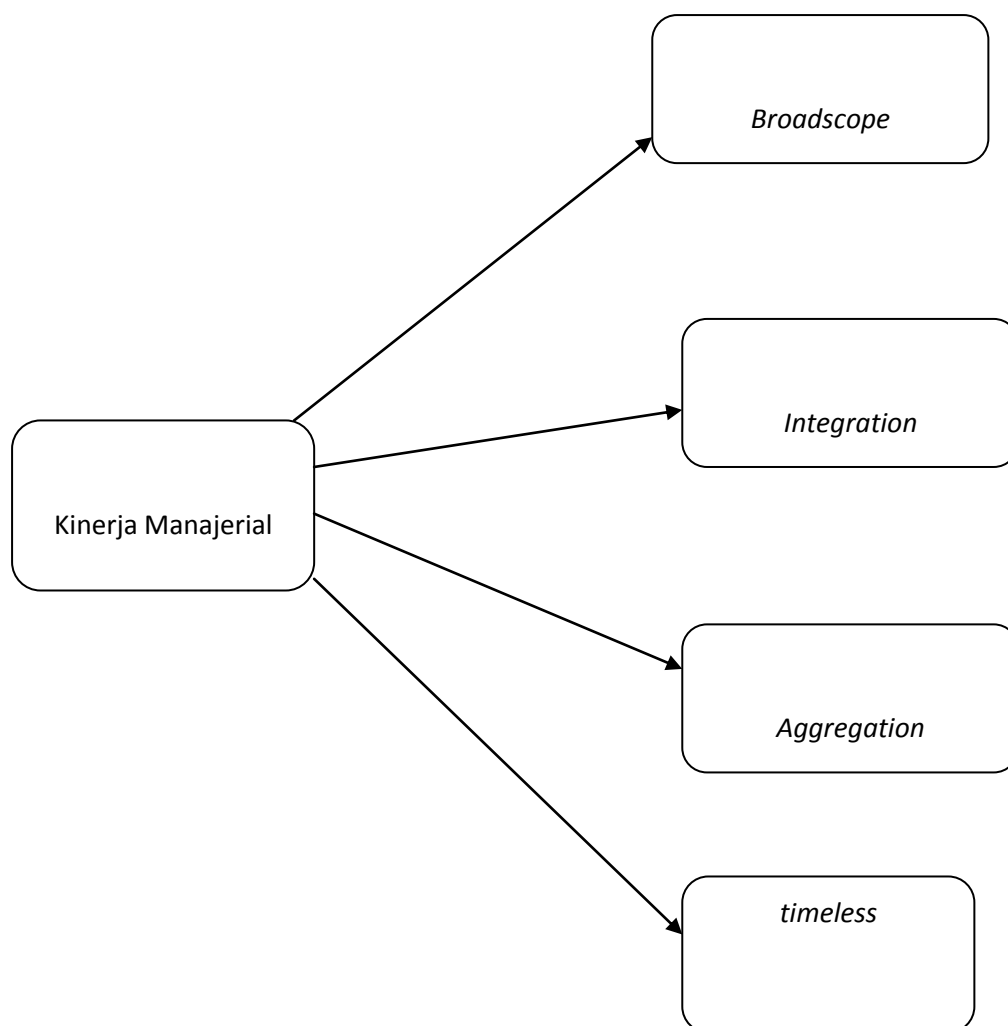 Broadscope
Integration
Kinerja Manajerial
Aggregation
timeless